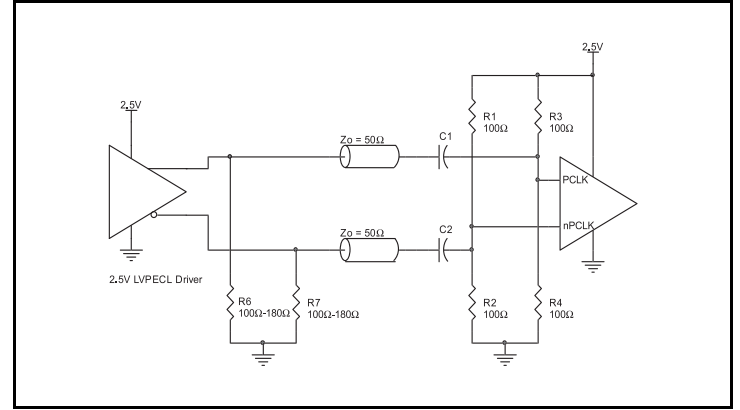 2.5V
2.5V
R1
100Ω
R3
100Ω
Zo = 50Ω
C1
PCLK
nPCLK
Zo = 50Ω
C2
2.5V LVPECL Driver
R6
100Ω-180Ω
R7
100Ω-180Ω
R2
100Ω
R4
100Ω